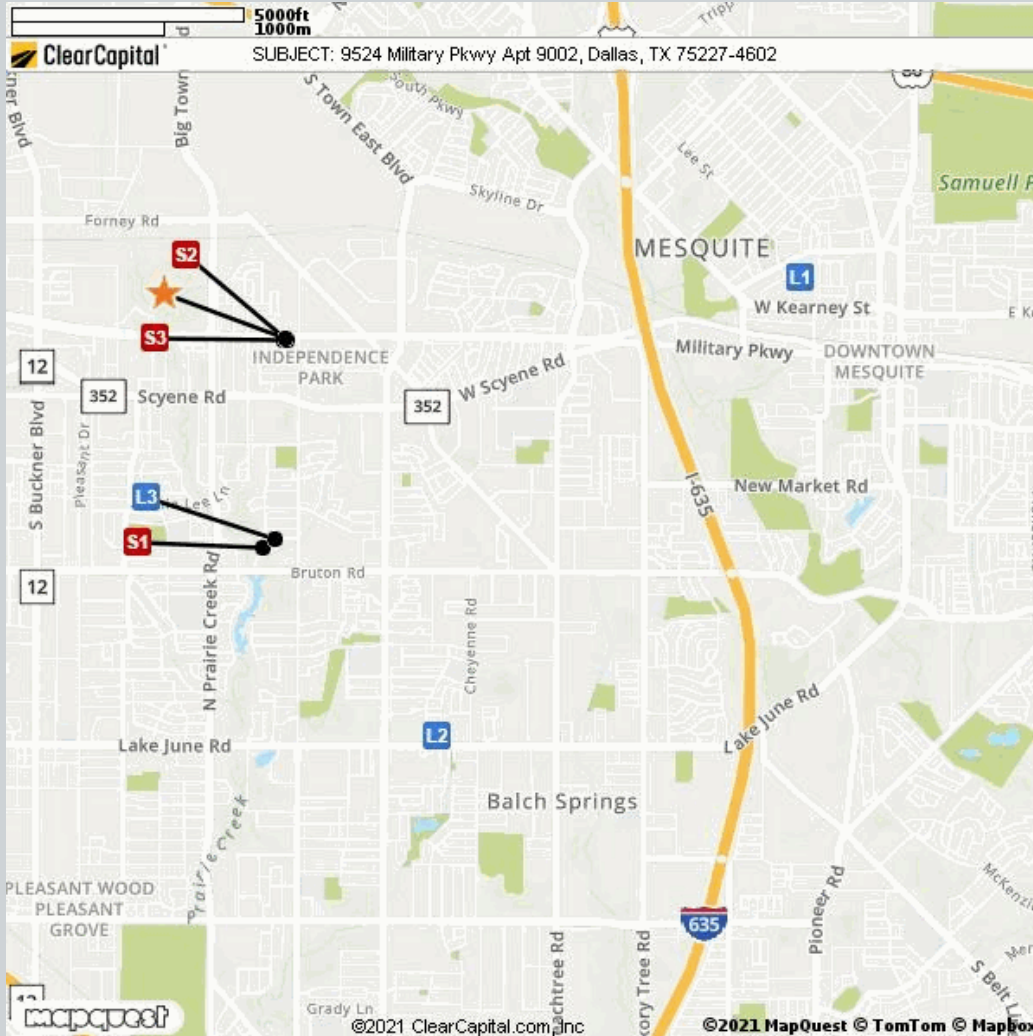 5000ft
1000m
Tripp
ClearCapital
SUBJECT: 9524 Military Pkwy Apt 9002, Dallas, TX 75227-4602
Big Town
S Town East Blvd
South Pkwy
80
Lee St
Skyline Dr
Samuell
Forney Rd
S2
MESQUITE
L1
W Kearney St
S3
INDEPENDENCE
PARK
Military Pkwy
DOWNTOWN
MESQUITE
12
352
Scyene Rd
352
W Scyene Rd
S Buckner Blvd
Pleasant Dr
L3
Lee Ln
I-635
New Market Rd
S1
N Prairie Creek Rd
Bruton Rd
12
Cheyenne Rd
Lake June Rd
L2
Lake June Rd
Balch Springs
Prairie Creek
PLEASANT WOOD
PLEASANT
GROVE
635
Pioneer Rd
S Belt
12
mapquest
Grady Ln
©2021 ClearCapital.com, Inc
©2021 MapQuest © TomTom © Mapbo